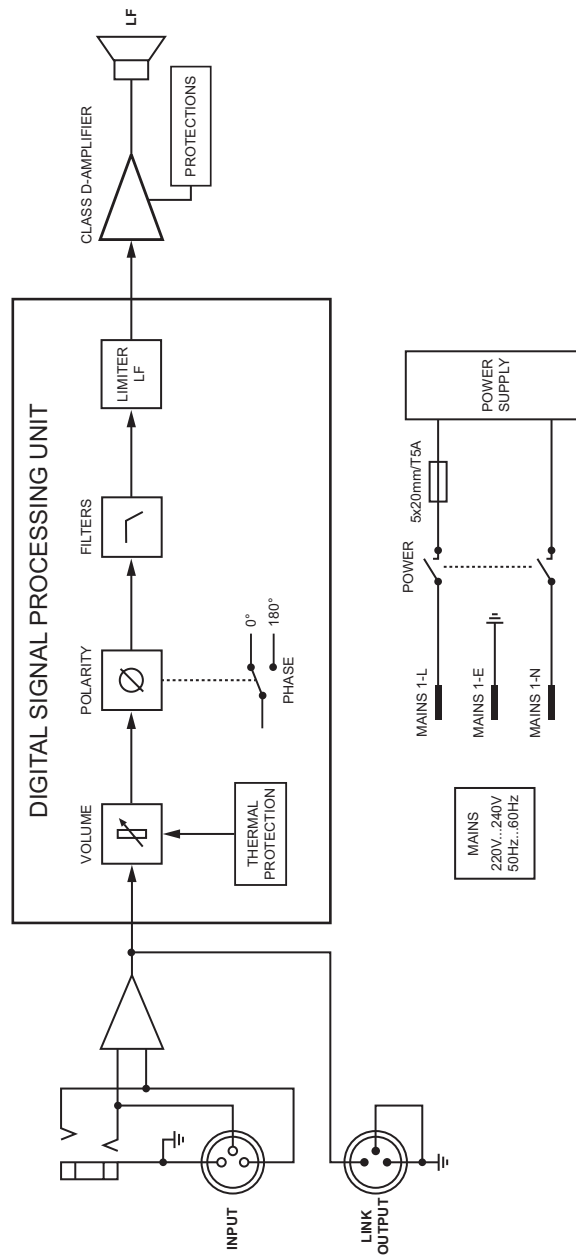 DIGITAL SIGNAL PROCESSING UNIT
INPUT
LINK
OUTPUT
VOLUME
THERMAL
PROTECTION
POLARITY
0°
180°
PHASE
FILTERS
LIMITER
LF
CLASS D-AMPLIFIER
PROTECTIONS
LF
MAINS
220V...240V
50Hz...60Hz
MAINS 1-L
MAINS 1-E
MAINS 1-N
POWER
5x20mm/T5A
POWER
SUPPLY